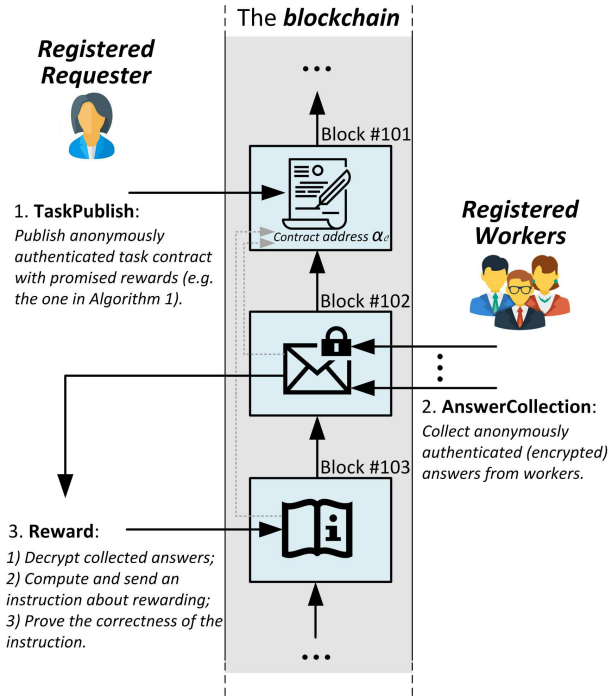 The blockchain
Registered
Requester
...
Block #101
1. TaskPublish:
Publish anonymously
authenticated task contract
with promised rewards (e.g.
the one in Algorithm 1).
Contract address α𝒞
Registered
Workers
Block #102
...
2. AnswerCollection:
Collect anonymously
authenticated (encrypted)
answers from workers.
Block #103
3. Reward:
1) Decrypt collected answers;
2) Compute and send an
instruction about rewarding;
3) Prove the correctness of the
instruction.
...